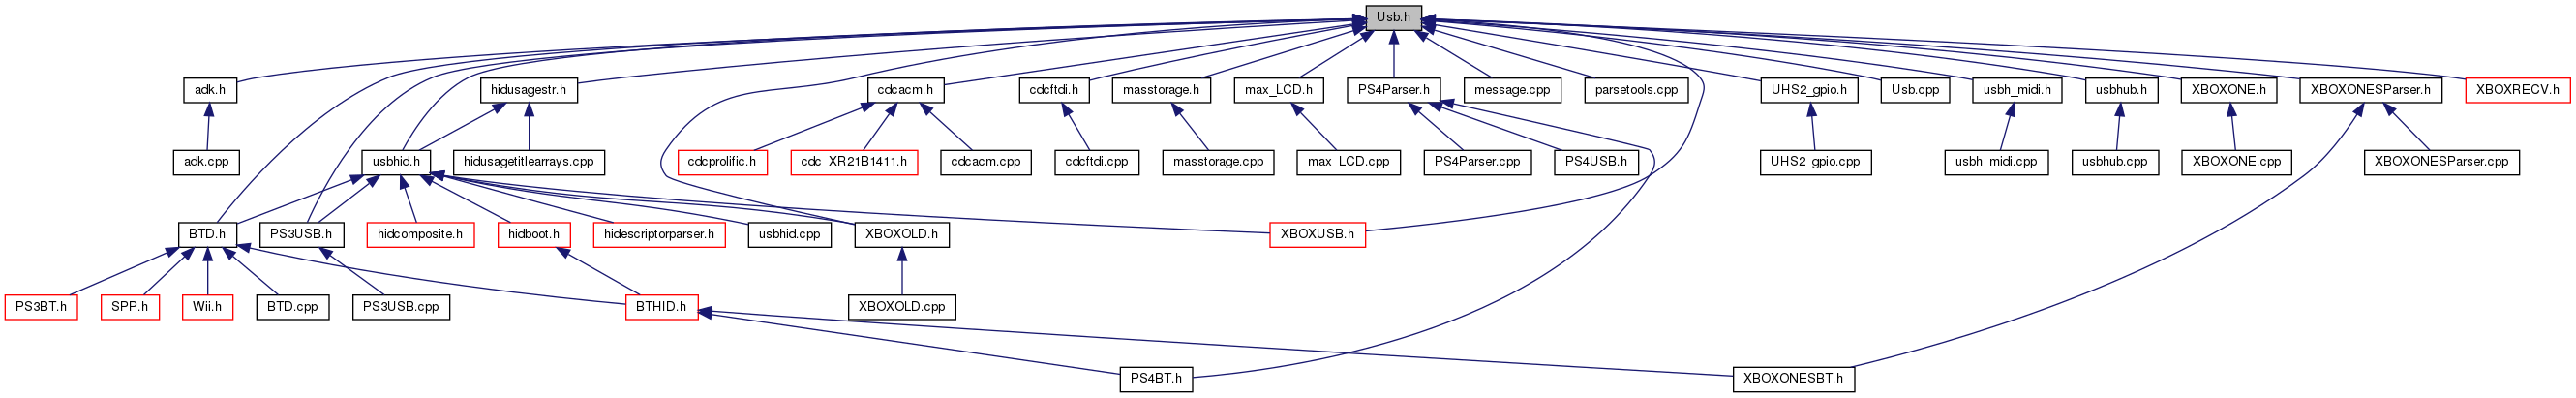 Usb.h
adk.h
hidusagestr.h
cdcacm.h
cdcftdi.h
masstorage.h
max_LCD.h
PS4Parser.h
message.cpp
parsetools.cpp
UHS2_gpio.h
Usb.cpp
usbh_midi.h
usbhub.h
XBOXONE.h
XBOXONESParser.h
XBOXRECV.h
adk.cpp
usbhid.h
hidusagetitlearrays.cpp
cdcprolific.h
cdc_XR21B1411.h
cdcacm.cpp
cdcftdi.cpp
masstorage.cpp
max_LCD.cpp
PS4Parser.cpp
PS4USB.h
UHS2_gpio.cpp
usbh_midi.cpp
usbhub.cpp
XBOXONE.cpp
XBOXONESParser.cpp
BTD.h
PS3USB.h
hidcomposite.h
hidboot.h
hidescriptorparser.h
usbhid.cpp
XBOXOLD.h
XBOXUSB.h
PS3BT.h
SPP.h
Wii.h
BTD.cpp
PS3USB.cpp
BTHID.h
XBOXOLD.cpp
PS4BT.h
XBOXONESBT.h